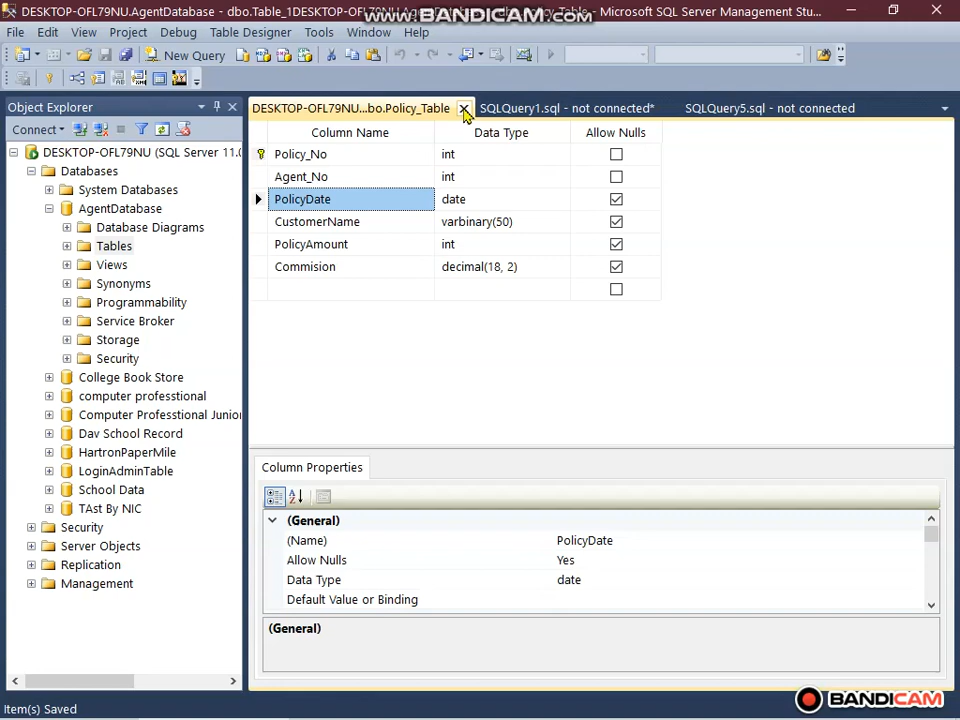 DESKTOP-OFL79NU.AgentDatabase - dbo.Table_1DESKTOP-OFL79NU.AgentDatabase - dbo.Policy_Table - Microsoft SQL Server Management Stu...
www.BANDICAM.com
File Edit View Project Debug Table Designer Tools Window Help
New Query
Object Explorer
Connect
DESKTOP-OFL79NU (SQL Server 11.0
Databases
System Databases
AgentDatabase
Database Diagrams
Tables
Views
Synonyms
Programmability
Service Broker
Storage
Security
College Book Store
computer professtional
Computer Professtional Junior
Dav School Record
HartronPaperMile
LoginAdminTable
School Data
TAst By NIC
Security
Server Objects
Replication
Management
DESKTOP-OFL79NU...bo.Policy_Table SQLQuery1.sql - not connected* SQLQuery5.sql - not connected
Column Name Data Type Allow Nulls
Policy_No int
Agent_No int
PolicyDate date
CustomerName varbinary(50)
PolicyAmount int
Commision decimal(18, 2)
Column Properties
(General)
(Name) PolicyDate
Allow Nulls Yes
Data Type date
Default Value or Binding
(General)
Item(s) Saved
BANDICAM